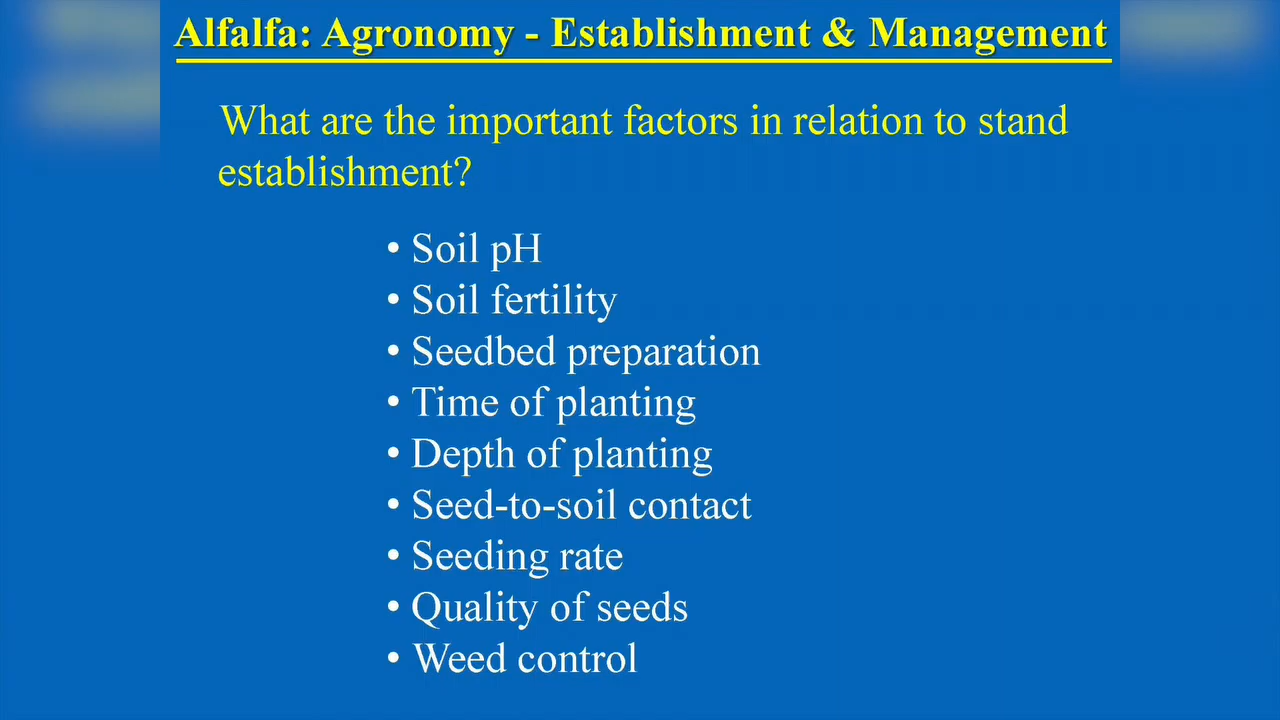 Alfalfa: Agronomy - Establishment & Management
What are the important factors in relation to stand
establishment?
• Soil pH
• Soil fertility
• Seedbed preparation
• Time of planting
• Depth of planting
• Seed-to-soil contact
• Seeding rate
• Quality of seeds
• Weed control